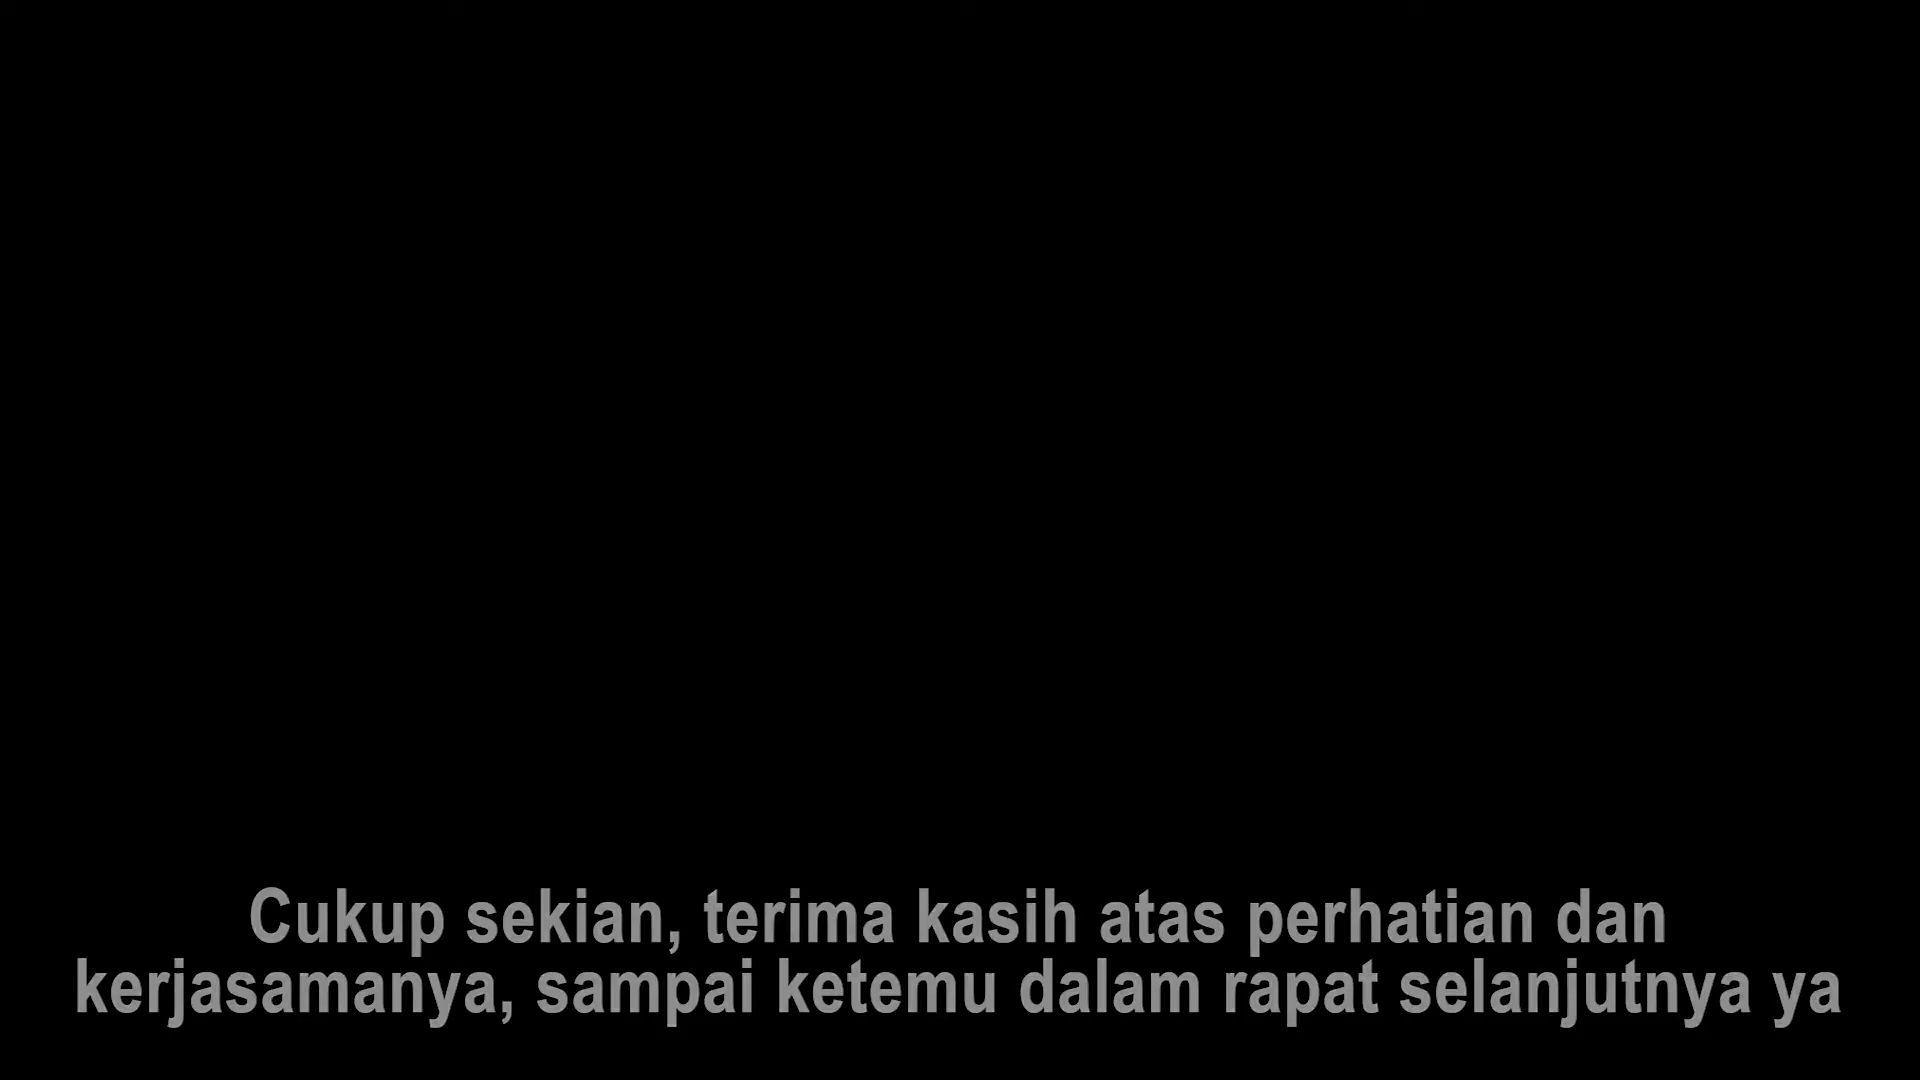 Cukup sekian, terima kasih atas perhatian dan
kerjasamanya, sampai ketemu dalam rapat selanjutnya ya